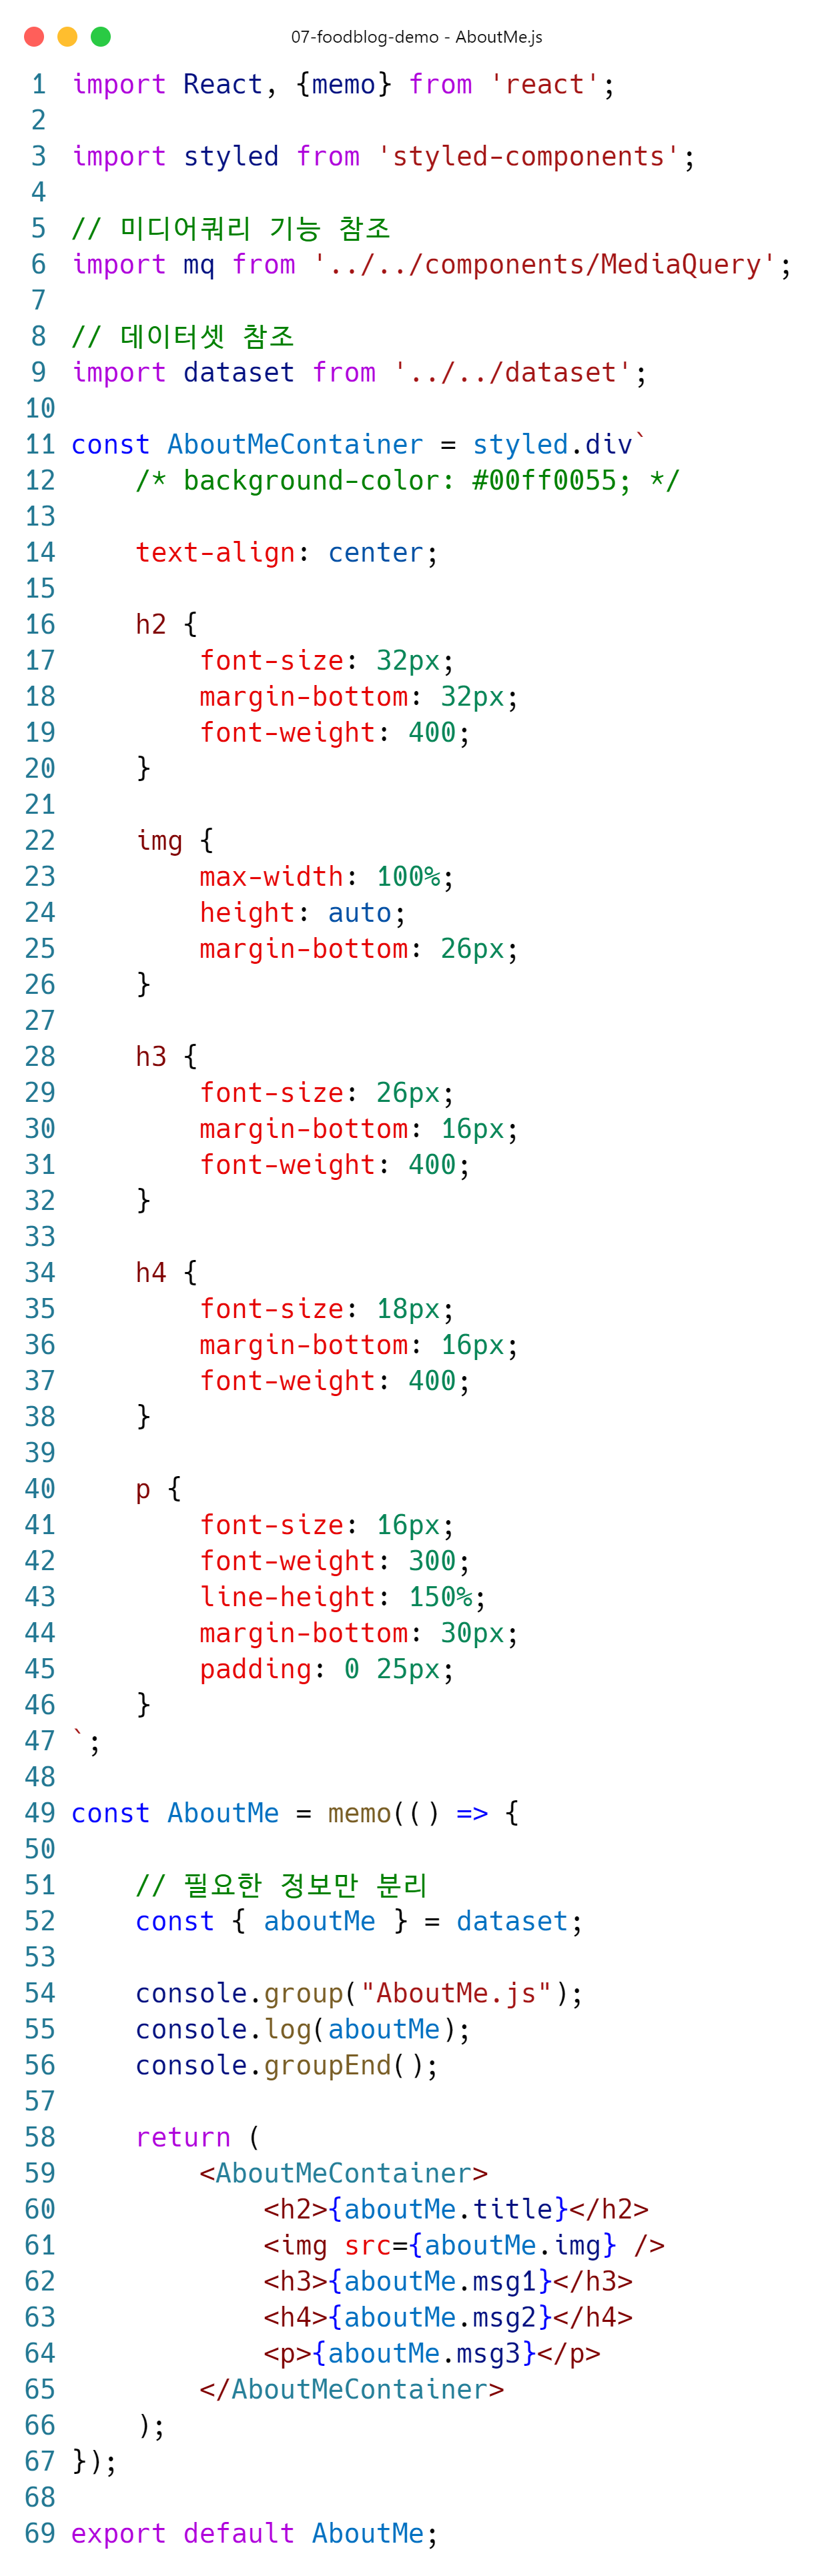 07-foodblog-demo - AboutMe.js
1 import React, {memo} from 'react';
2
3 import styled from 'styled-components';
4
5 // 미디어쿼리 기능 참조
6 import mq from '../../components/MediaQuery';
7
8 // 데이터셋 참조
9 import dataset from '../../dataset';
10
11 const AboutMeContainer = styled.div`
12     /* background-color: #00ff0055; */
13
14     text-align: center;
15
16     h2 {
17         font-size: 32px;
18         margin-bottom: 32px;
19         font-weight: 400;
20     }
21
22     img {
23         max-width: 100%;
24         height: auto;
25         margin-bottom: 26px;
26     }
27
28     h3 {
29         font-size: 26px;
30         margin-bottom: 16px;
31         font-weight: 400;
32     }
33
34     h4 {
35         font-size: 18px;
36         margin-bottom: 16px;
37         font-weight: 400;
38     }
39
40     p {
41         font-size: 16px;
42         font-weight: 300;
43         line-height: 150%;
44         margin-bottom: 30px;
45         padding: 0 25px;
46     }
47 `;
48
49 const AboutMe = memo(() => {
50
51     // 필요한 정보만 분리
52     const { aboutMe } = dataset;
53
54     console.group("AboutMe.js");
55     console.log(aboutMe);
56     console.groupEnd();
57
58     return (
59         <AboutMeContainer>
60             <h2>{aboutMe.title}</h2>
61             <img src={aboutMe.img} />
62             <h3>{aboutMe.msg1}</h3>
63             <h4>{aboutMe.msg2}</h4>
64             <p>{aboutMe.msg3}</p>
65         </AboutMeContainer>
66     );
67 });
68
69 export default AboutMe;